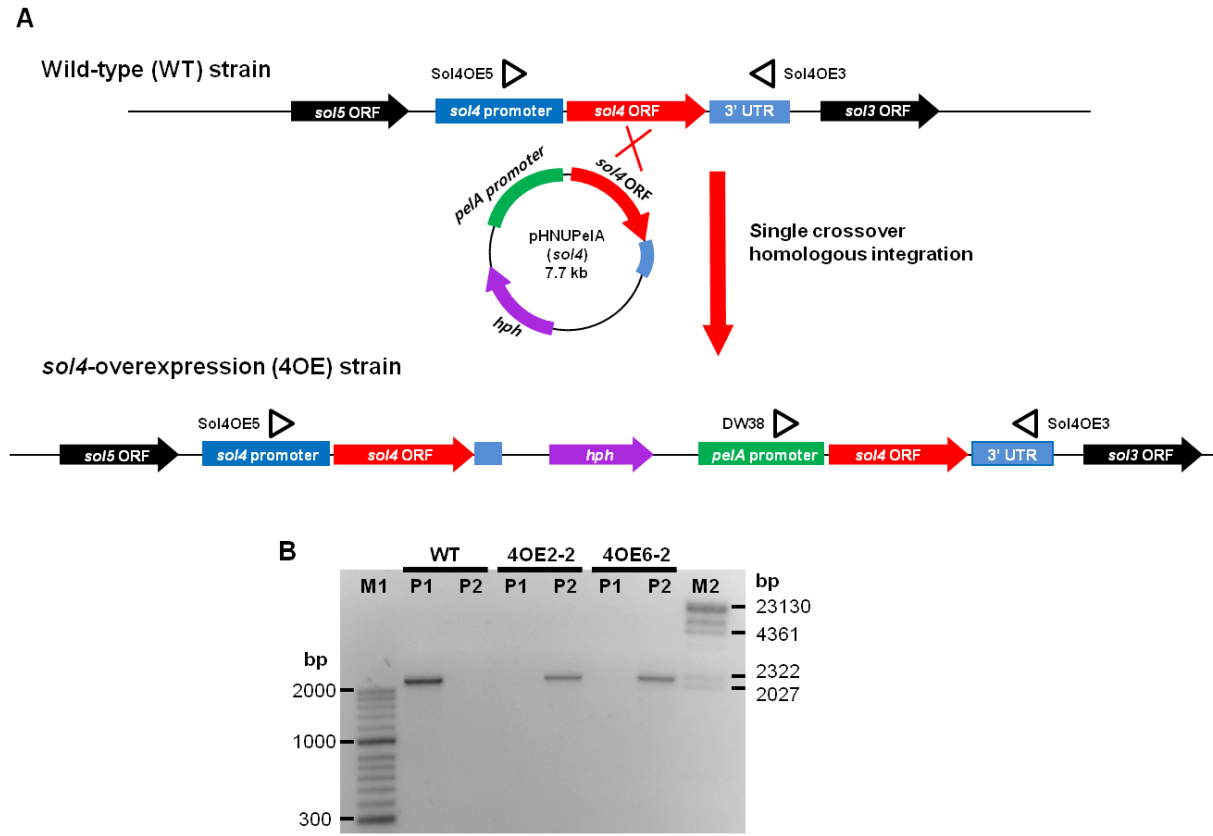 A
Wild-type (WT) strain
Sol4OE5
Sol4OE3
sol5 ORF
sol4 promoter
sol4 ORF
3' UTR
sol3 ORF
pelA promoter
sol4 ORF
pHNUPelA
(sol4)
7.7 kb
hph
Single crossover
homologous integration
sol4-overexpression (4OE) strain
Sol4OE5
DW38
Sol4OE3
sol5 ORF
sol4 promoter
sol4 ORF
hph
pelA promoter
sol4 ORF
3' UTR
sol3 ORF
B
WT 4OE2-2 4OE6-2
M1 P1 P2 P1 P2 P1 P2 M2
bp
23130
4361
2322
2027
bp
2000
1000
300